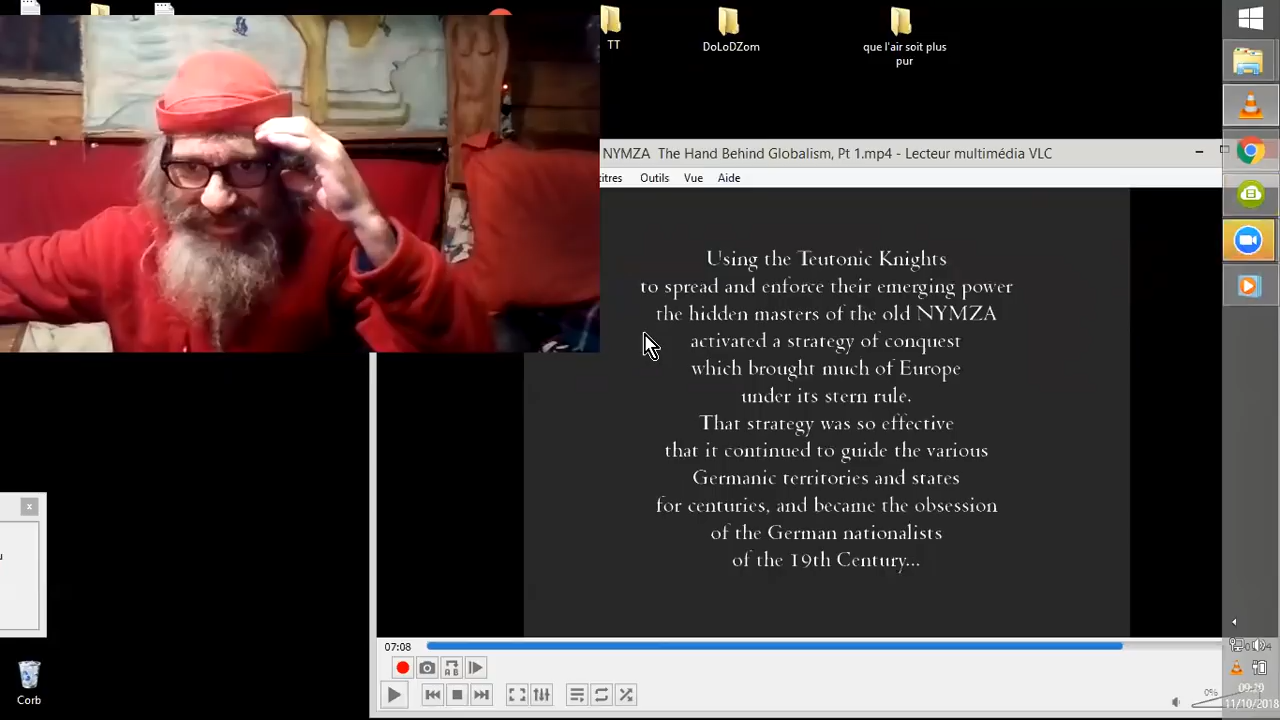 TT
DoLoDZom
que l'air soit plus
pur
NYMZA The Hand Behind Globalism, Pt 1.mp4 - Lecteur multimédia VLC
itres Outils Vue Aide
Using the Teutonic Knights
to spread and enforce their emerging power
the hidden masters of the old NYMZA
activated a strategy of conquest
which brought much of Europe
under its stern rule.
That strategy was so effective
that it continued to guide the various
Germanic territories and states
for centuries, and became the obsession
of the German nationalists
of the 19th Century...
x
u
07:08
A B
Corb
0%
09:29
11/10/2018